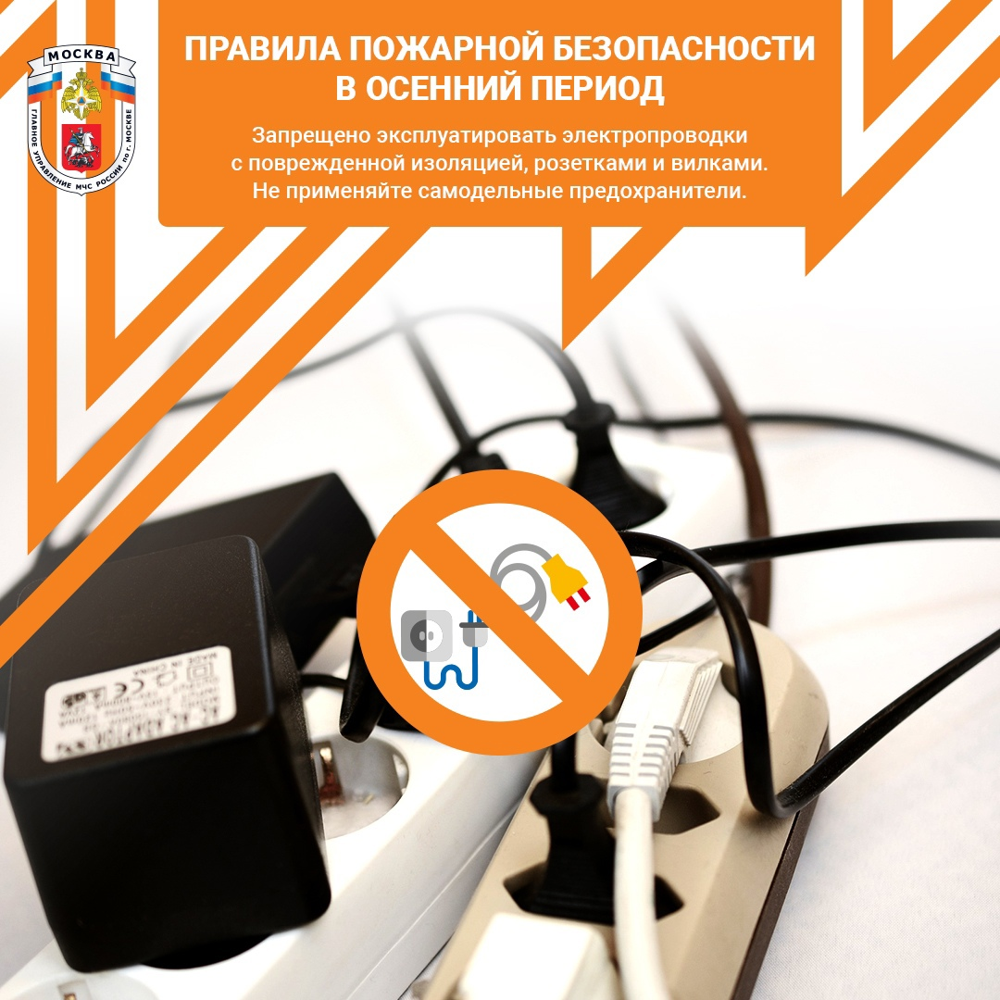 МОСКВА
ГЛАВНОЕ УПРАВЛЕНИЕ МЧС РОССИИ по г. МОСКВЕ
ПРАВИЛА ПОЖАРНОЙ БЕЗОПАСНОСТИ
В ОСЕННИЙ ПЕРИОД
Запрещено эксплуатировать электропроводки
с поврежденной изоляцией, розетками и вилками.
Не применяйте самодельные предохранители.
MADE IN CHINA
CE